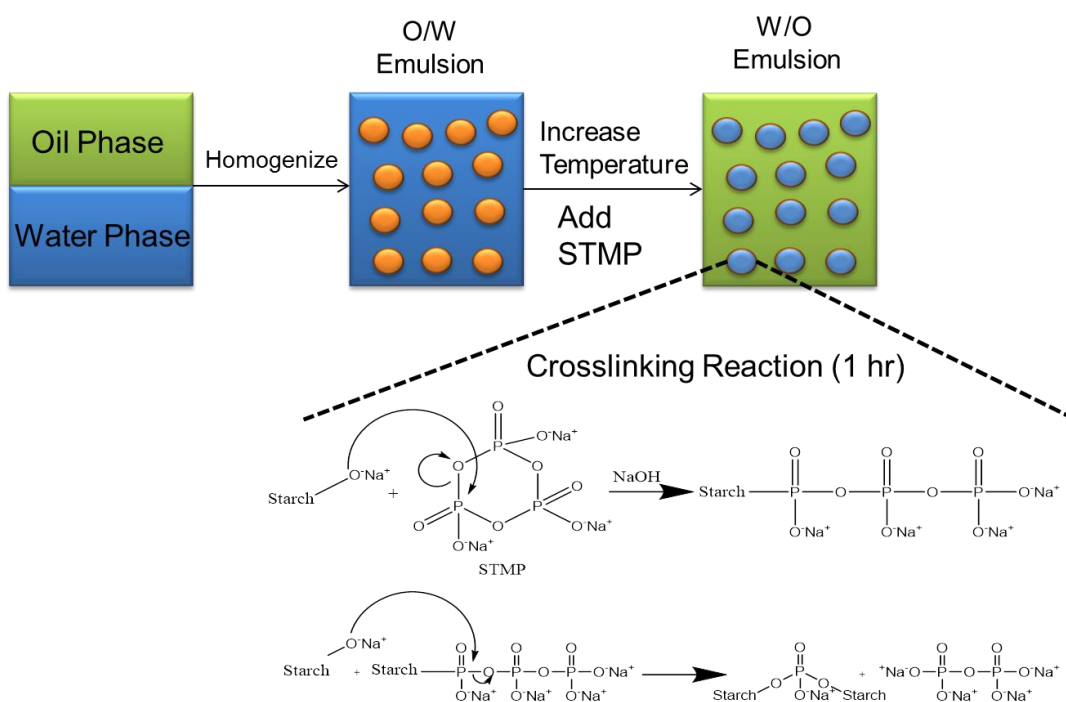 O/W
Emulsion
W/O
Emulsion
Oil Phase
Water Phase
Homogenize
Increase
Temperature
Add
STMP
Crosslinking Reaction (1 hr)
O
P
O⁻Na⁺
O⁻Na⁺
Starch
+
O
O
P
P
O
O
O
O⁻Na⁺
O⁻Na⁺
STMP
NaOH
O
O
O
Starch
P
O
P
O
P
O⁻Na⁺
O⁻Na⁺
O⁻Na⁺
O⁻Na⁺
O⁻Na⁺
Starch
+
Starch
O
O
O
P
O
P
O
P
O⁻Na⁺
O⁻Na⁺
O⁻Na⁺
O⁻Na⁺
O
P
O
O
O⁻Na⁺
Starch
Starch
+
O
O
⁺Na⁻O
P
O
P
O⁻Na⁺
O⁻Na⁺
O⁻Na⁺